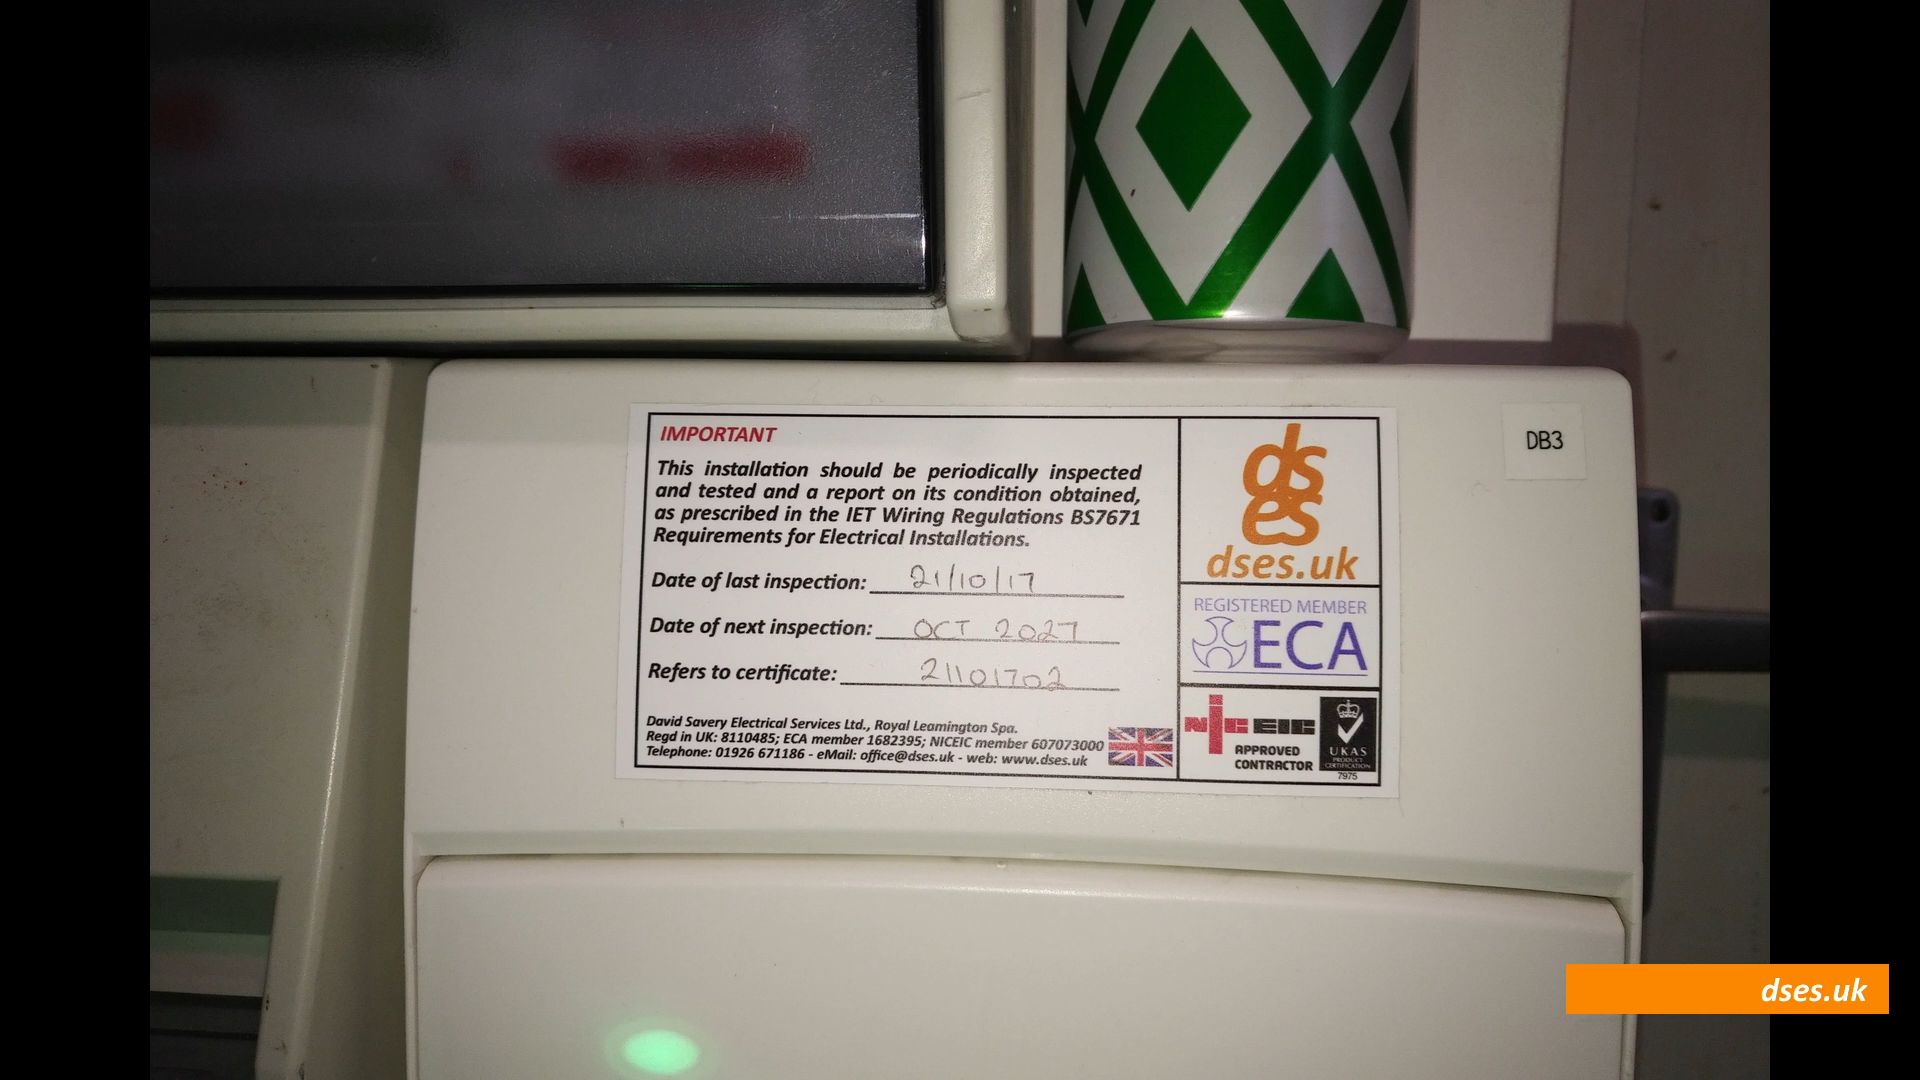 IMPORTANT
This installation should be periodically inspected
and tested and a report on its condition obtained,
as prescribed in the IET Wiring Regulations BS7671
Requirements for Electrical Installations.
Date of last inspection: 21/10/17
Date of next inspection: OCT 2027
Refers to certificate: 21101702
David Savery Electrical Services Ltd., Royal Leamington Spa.
Regd in UK: 8110485; ECA member 1682395; NICEIC member 607073000
Telephone: 01926 671186 - eMail: office@dses.uk - web: www.dses.uk
ds
es
dses.uk
REGISTERED MEMBER
ECA
NICEIC
APPROVED
CONTRACTOR
UKAS
PRODUCT
CERTIFICATION
7975
DB3
dses.uk